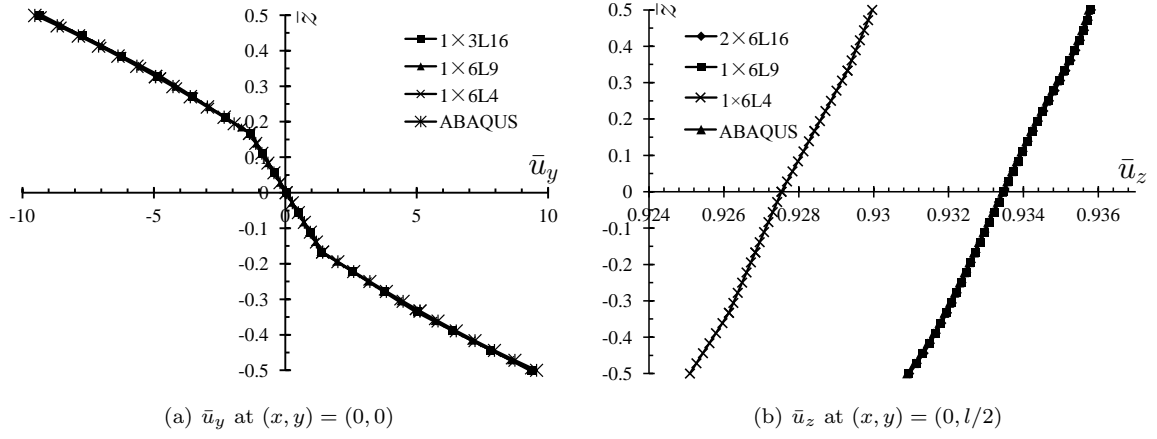 0.5
0.4
0.3
0.2
0.1
0
-0.1
-0.2
-0.3
-0.4
-0.5
-10
-5
0
5
10
z̄
ū_y
1×3L16
1×6L9
1×6L4
ABAQUS
(a) ū_y at (x, y) = (0, 0)
0.5
0.4
0.3
0.2
0.1
0
-0.1
-0.2
-0.3
-0.4
-0.5
0.924
0.926
0.928
0.93
0.932
0.934
0.936
z̄
ū_z
2×6L16
1×6L9
1×6L4
ABAQUS
(b) ū_z at (x, y) = (0, l/2)